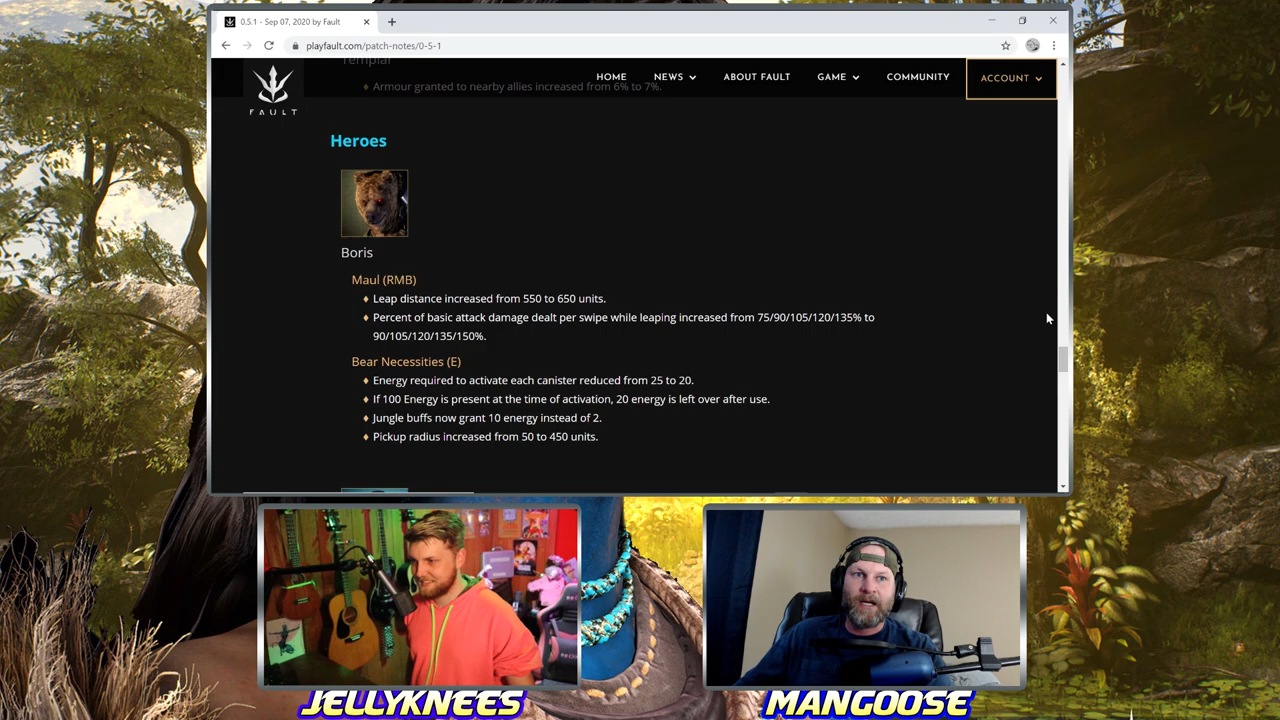 0.5.1 - Sep 07, 2020 by Fault
playfault.com/patch-notes/0-5-1
Templar
HOME NEWS ABOUT FAULT GAME COMMUNITY ACCOUNT
Armour granted to nearby allies increased from 6% to 7%.
FAULT
Heroes
Boris
Maul (RMB)
Leap distance increased from 550 to 650 units.
Percent of basic attack damage dealt per swipe while leaping increased from 75/90/105/120/135% to
90/105/120/135/150%.
Bear Necessities (E)
Energy required to activate each canister reduced from 25 to 20.
If 100 Energy is present at the time of activation, 20 energy is left over after use.
Jungle buffs now grant 10 energy instead of 2.
Pickup radius increased from 50 to 450 units.
JELLYKNEES
MANGOOSE